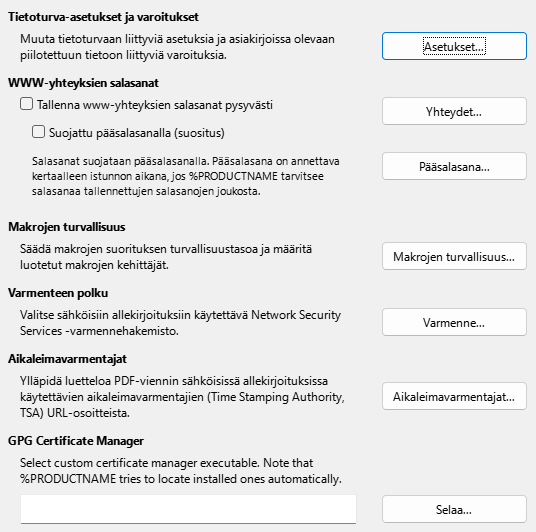 Tietoturva-asetukset ja varoitukset
Muuta tietoturvaan liittyviä asetuksia ja asiakirjoissa olevaan
piilotettuun tietoon liittyviä varoituksia.
Asetukset...
WWW-yhteyksien salasanat
Tallenna www-yhteyksien salasanat pysyvästi
Yhteydet...
Suojattu pääsalasanalla (suositus)
Salasanat suojataan pääsalasanalla. Pääsalasana on annettava
kertaalleen istunnon aikana, jos %PRODUCTNAME tarvitsee
salasanaa tallennettujen salasanojen joukosta.
Pääsalasana...
Makrojen turvallisuus
Säädä makrojen suorituksen turvallisuustasoa ja määritä
luotetut makrojen kehittäjät.
Makrojen turvallisuus...
Varmenteen polku
Valitse sähköisiin allekirjoituksiin käytettävä Network Security
Services -varmennehakemisto.
Varmenne...
Aikaleimavarmentajat
Ylläpidä luetteloa PDF-viennin sähköisissä allekirjoituksissa
käytettävien aikaleimavarmentajien (Time Stamping Authority,
TSA) URL-osoitteista.
Aikaleimavarmentajat...
GPG Certificate Manager
Select custom certificate manager executable. Note that
%PRODUCTNAME tries to locate installed ones automatically.
Selaa...